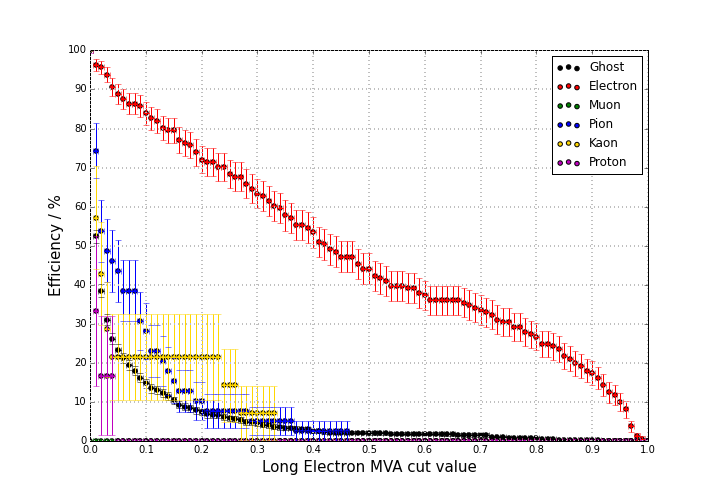 100
90
80
70
60
50
40
30
20
10
0
0.0 0.1 0.2 0.3 0.4 0.5 0.6 0.7 0.8 0.9 1.0
Efficiency / %
Long Electron MVA cut value
Ghost
Electron
Muon
Pion
Kaon
Proton